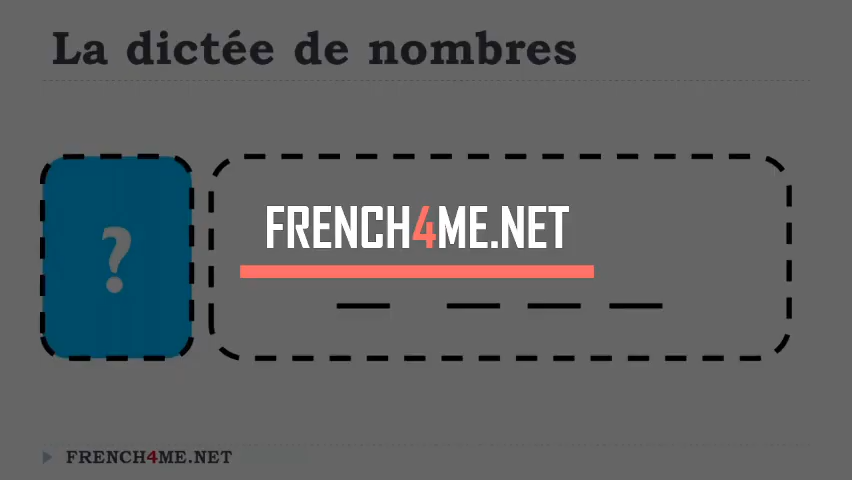 La dictée de nombres
?
FRENCH4ME.NET
FRENCH4ME.NET